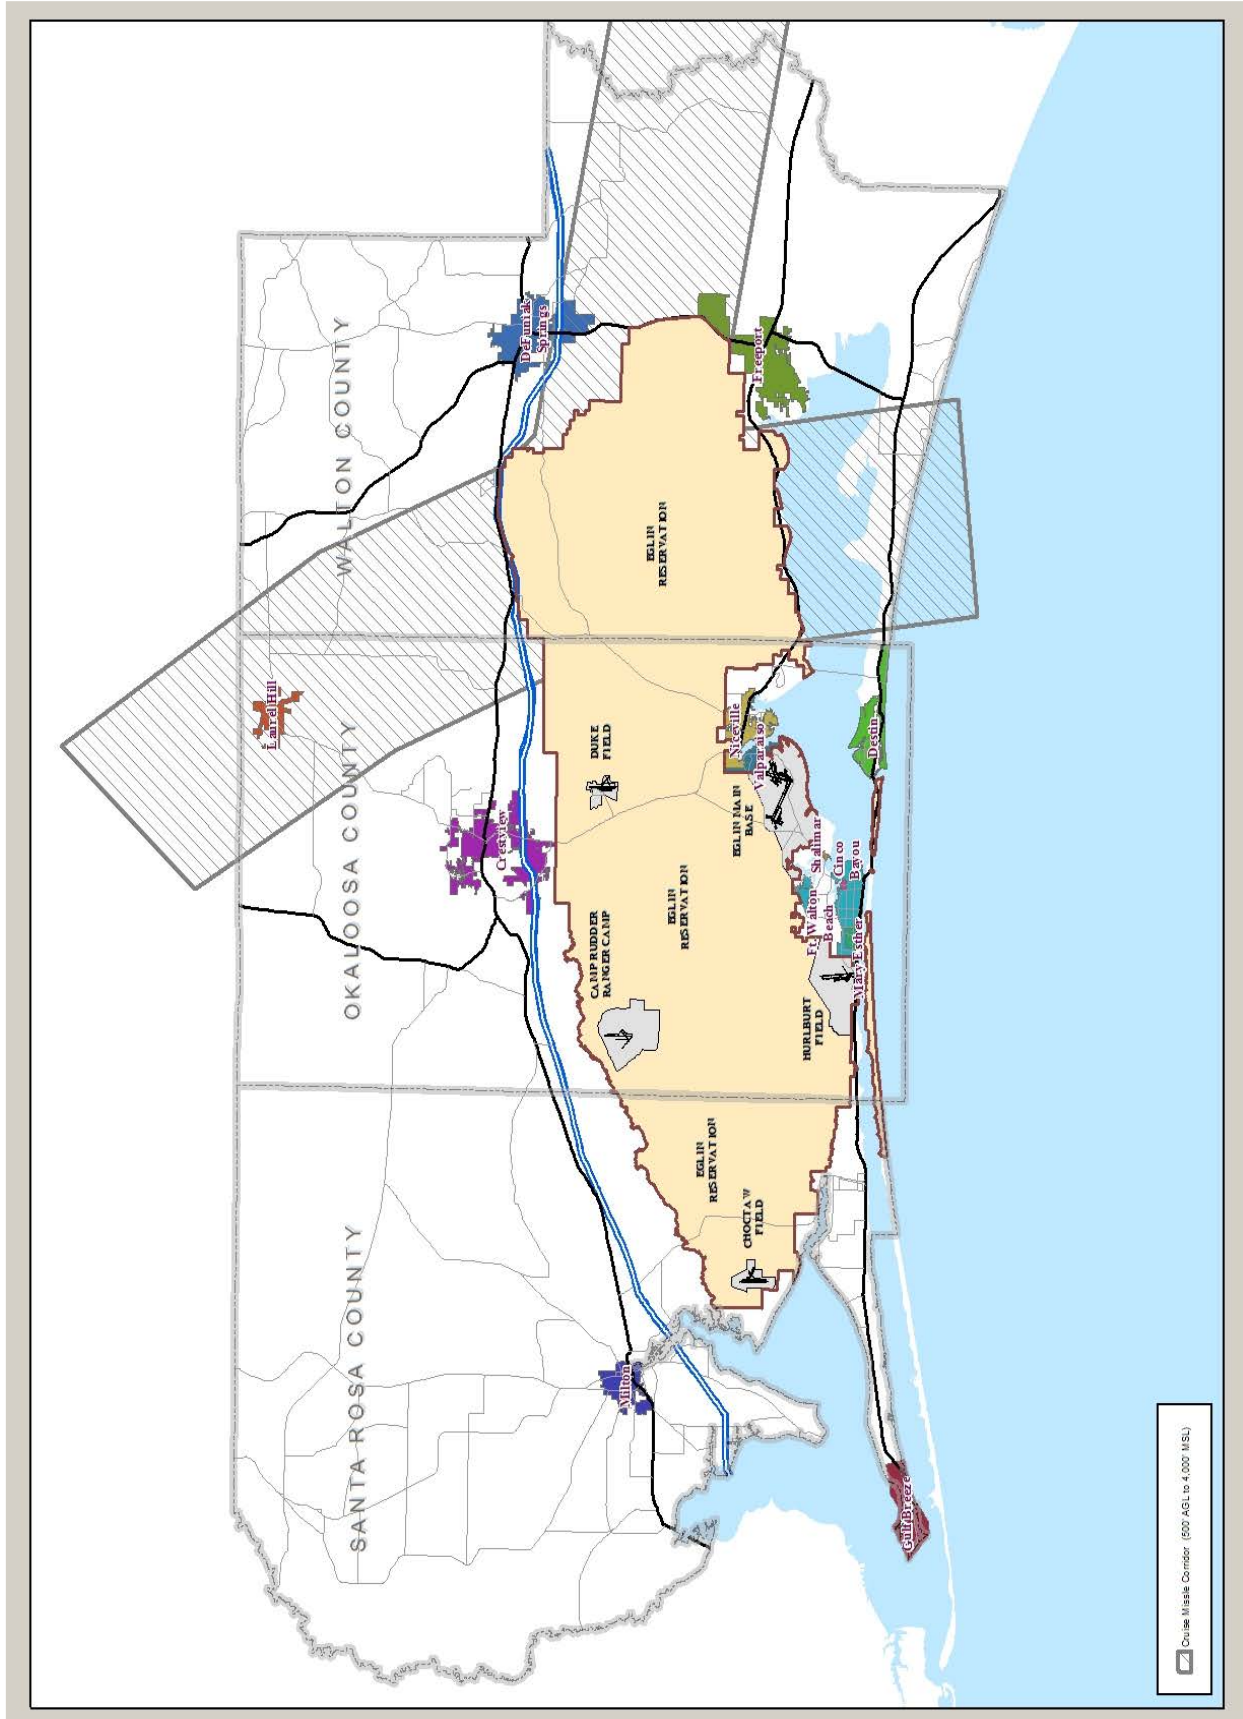 SANTA ROSA COUNTY
OKALOOSA COUNTY
WALTON COUNTY
Laurel Hill
Crestview
DeFuniak
Springs
Milton
CAMP RUDDER
RANGER CAMP
DUKE
FIELD
EGLIN
RESERVATION
EGLIN
RESERVATION
EGLIN
RESERVATION
CHOCTAW
FIELD
EGLIN MAIN
BASE
Niceville
Valparaiso
Freeport
HURLBURT
FIELD
Ft. Walton
Beach
Shalimar
Cinco
Bayou
Mary Esther
Destin
Gulf Breeze
Cruise Missle Corridor (500' AGL to 4,000' MSL)